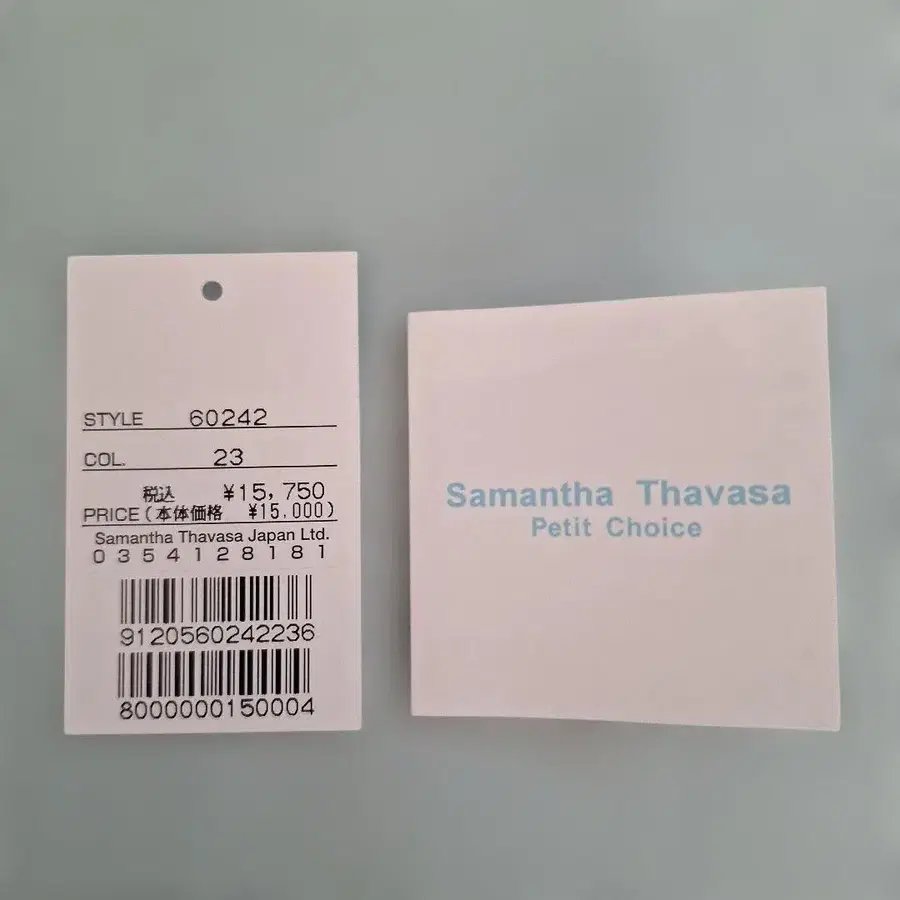 STYLE 60242
COL. 23
税込 ¥15,750
PRICE(本体価格 ¥15,000)
Samantha Thavasa Japan Ltd.
0354128181
9120560242236
8000000150004
Samantha Thavasa
Petit Choice